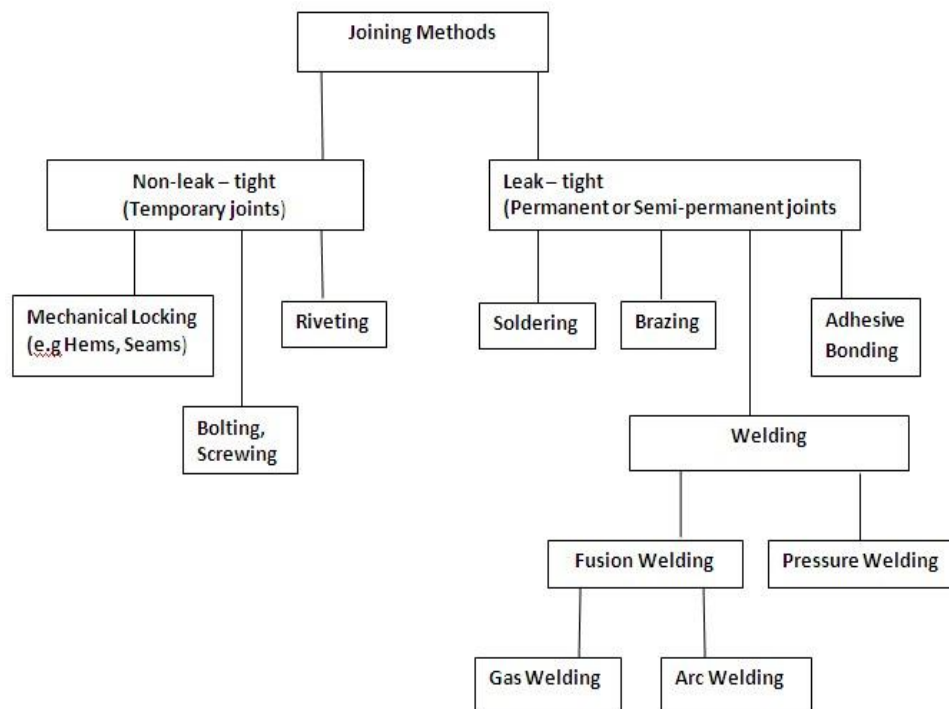 Joining Methods
Non-leak – tight
(Temporary joints)
Leak – tight
(Permanent or Semi-permanent joints
Mechanical Locking
(e.g Hems, Seams)
Riveting
Soldering
Brazing
Adhesive
Bonding
Bolting,
Screwing
Welding
Fusion Welding
Pressure Welding
Gas Welding
Arc Welding